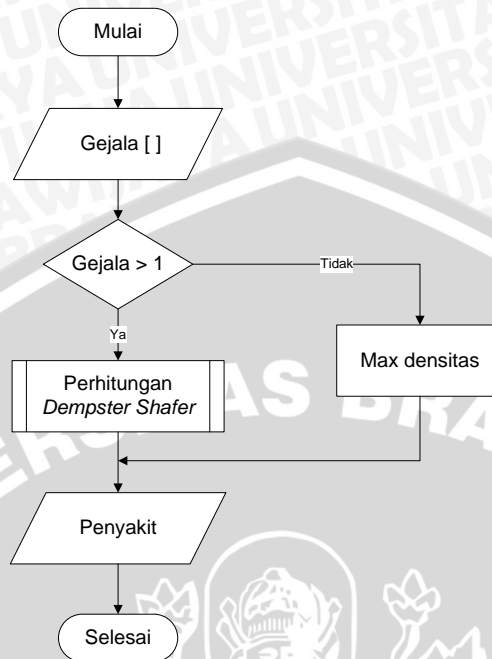 Mulai
Gejala [ ]
Gejala > 1
Tidak
Ya
Perhitungan
Dempster Shafer
Max densitas
Penyakit
Selesai